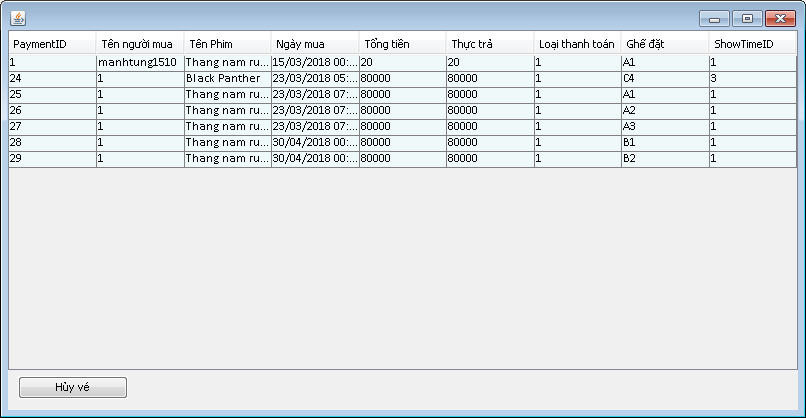 PaymentID Tên người mua Tên Phim Ngày mua Tổng tiền Thực trả Loại thanh toán Ghế đặt ShowTimeID
1 manhtung1510 Thang nam ru... 15/03/2018 00:... 20 20 1 A1 1
24 1 Black Panther 23/03/2018 05:... 80000 80000 1 C4 3
25 1 Thang nam ru... 23/03/2018 07:... 80000 80000 1 A1 1
26 1 Thang nam ru... 23/03/2018 07:... 80000 80000 1 A2 1
27 1 Thang nam ru... 23/03/2018 07:... 80000 80000 1 A3 1
28 1 Thang nam ru... 30/04/2018 00:... 80000 80000 1 B1 1
29 1 Thang nam ru... 30/04/2018 00:... 80000 80000 1 B2 1
Hủy vé